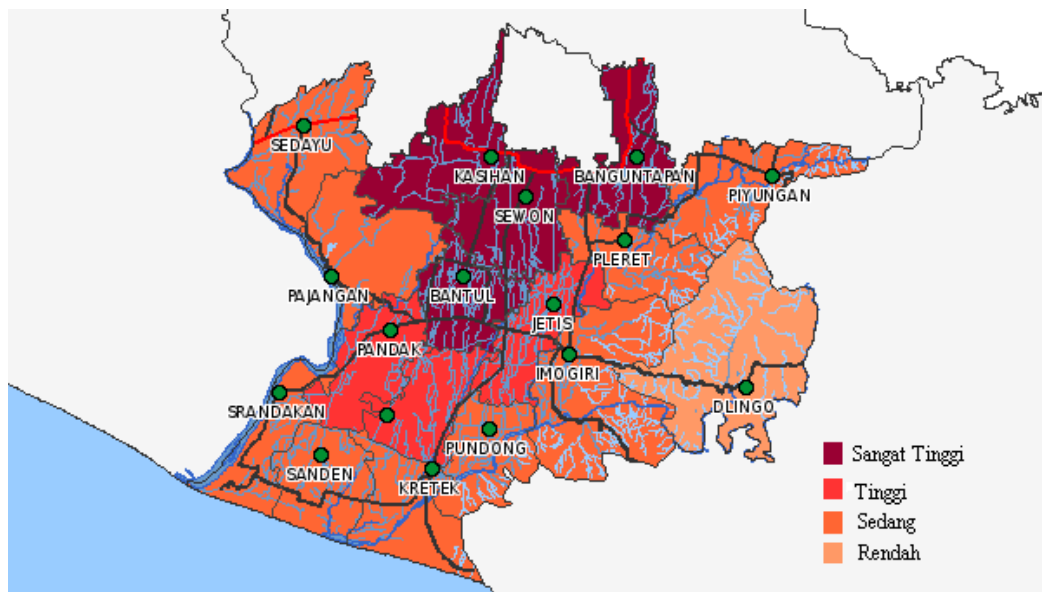 SEDAYU
KASIHAN
BANGUNTAPAN
PIYUNGAN
SEWON
PLERET
PAJANGAN
BANTUL
JETIS
PANDAK
IMOGIRI
SRANDAKAN
DLINGO
PUNDONG
SANDEN
KRETEK
Sangat Tinggi
Tinggi
Sedang
Rendah